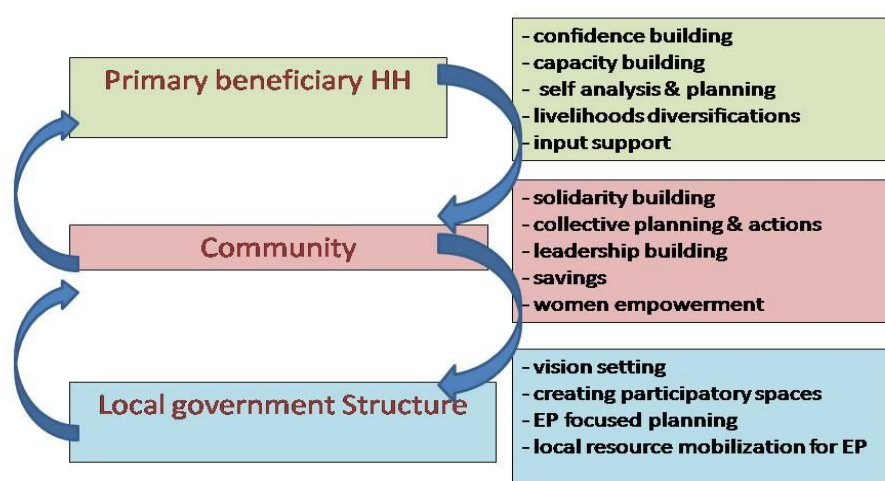 Primary beneficiary HH
- confidence building
- capacity building
- self analysis & planning
- livelihoods diversifications
- input support
Community
- solidarity building
- collective planning & actions
- leadership building
- savings
- women empowerment
Local government Structure
- vision setting
- creating participatory spaces
- EP focused planning
- local resource mobilization for EP